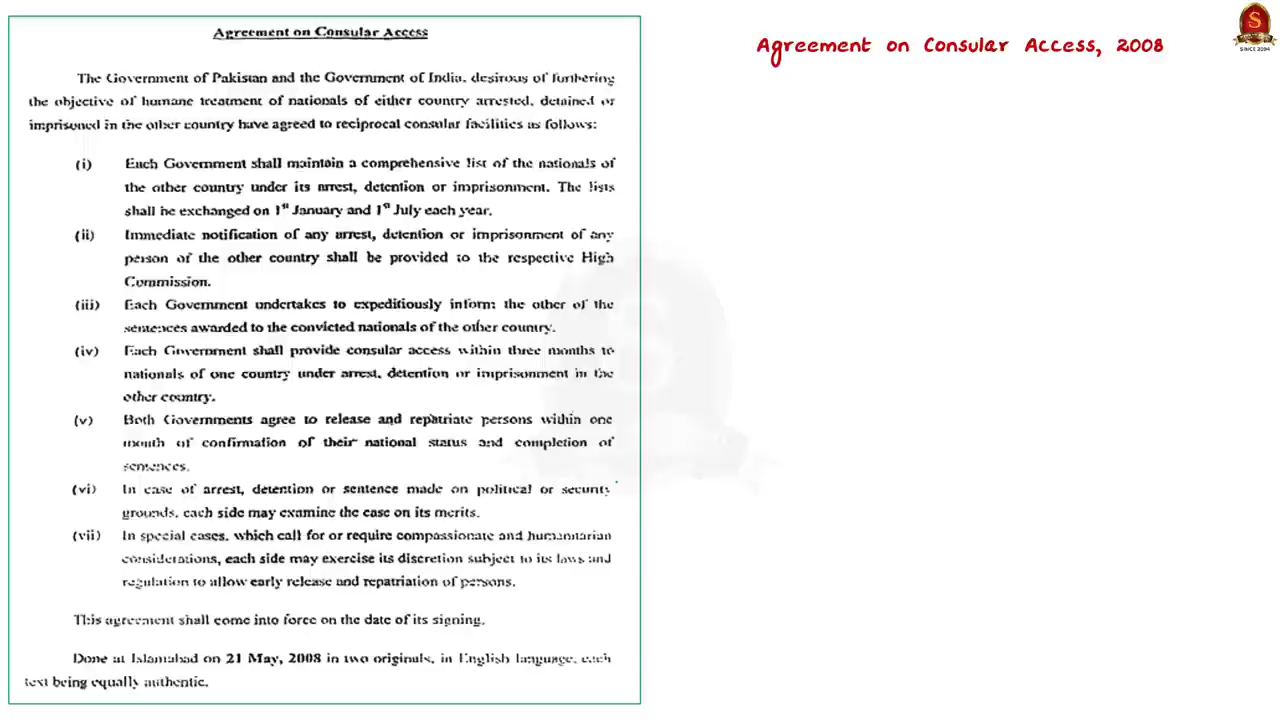 Agreement on Consular Access
The Government of Pakistan and the Government of India, desirous of furthering
the objective of humane treatment of nationals of either country arrested, detained or
imprisoned in the other country have agreed to reciprocal consular facilities as follows:
(i) Each Government shall maintain a comprehensive list of the nationals of
the other country under its arrest, detention or imprisonment. The lists
shall be exchanged on 1st January and 1st July each year.
(ii) Immediate notification of any arrest, detention or imprisonment of any
person of the other country shall be provided to the respective High
Commission.
(iii) Each Government undertakes to expeditiously inform the other of the
sentences awarded to the convicted nationals of the other country.
(iv) Each Government shall provide consular access within three months to
nationals of one country under arrest, detention or imprisonment in the
other country.
(v) Both Governments agree to release and repatriate persons within one
month of confirmation of their national status and completion of
sentences.
(vi) In case of arrest, detention or sentence made on political or security
grounds, each side may examine the case on its merits.
(vii) In special cases, which call for or require compassionate and humanitarian
considerations, each side may exercise its discretion subject to its laws and
regulation to allow early release and repatriation of persons.
This agreement shall come into force on the date of its signing.
Done at Islamabad on 21 May, 2008 in two originals, in English language, each
text being equally authentic.
Agreement on Consular Access, 2008
S
SINCE 2004